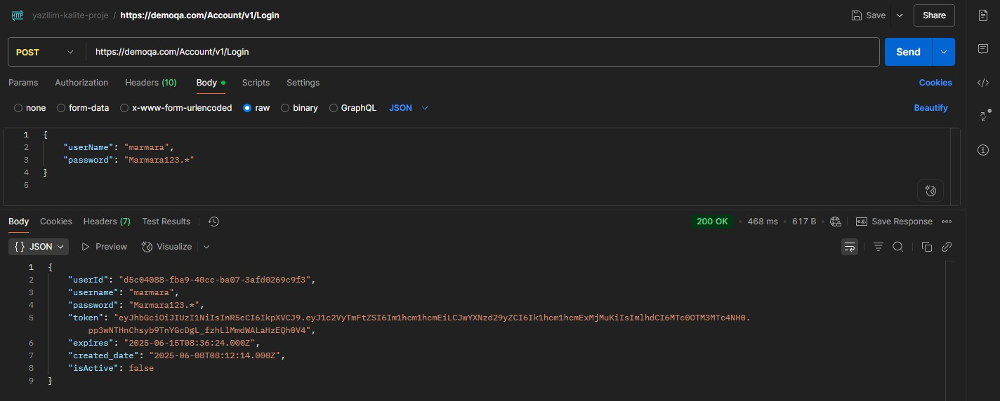 HTTP yazilim-kalite-proje / https://demoqa.com/Account/v1/Login Save Share
POST https://demoqa.com/Account/v1/Login Send
Params Authorization Headers (10) Body Scripts Settings Cookies
none form-data x-www-form-urlencoded raw binary GraphQL JSON Beautify
1 {
2 "userName": "marmara",
3 "password": "Marmara123.*"
4 }
5
Body Cookies Headers (7) Test Results 200 OK • 468 ms • 617 B • e.g. Save Response
{} JSON Preview Visualize
1 {
2 "userId": "d5c04088-fba9-40cc-ba07-3afd0269c9f3",
3 "username": "marmara",
4 "password": "Marmara123.*",
5 "token": "eyJhbGciOiJIUzI1NiIsInR5cCI6IkpXVCJ9.eyJ1c2VyTmFtZSI6Im1hcm1hcmEiLCJwYXNzd29yZCI6Ik1hcm1hcmExMjMuKiIsImlhdCI6MTc0OTM3MTc4NH0.
pp3wNTHnChsyb9TnYGcDgL_fzhLlMmdWALaHzEQh0V4",
6 "expires": "2025-06-15T08:36:24.000Z",
7 "created_date": "2025-06-08T08:12:14.000Z",
8 "isActive": false
9 }